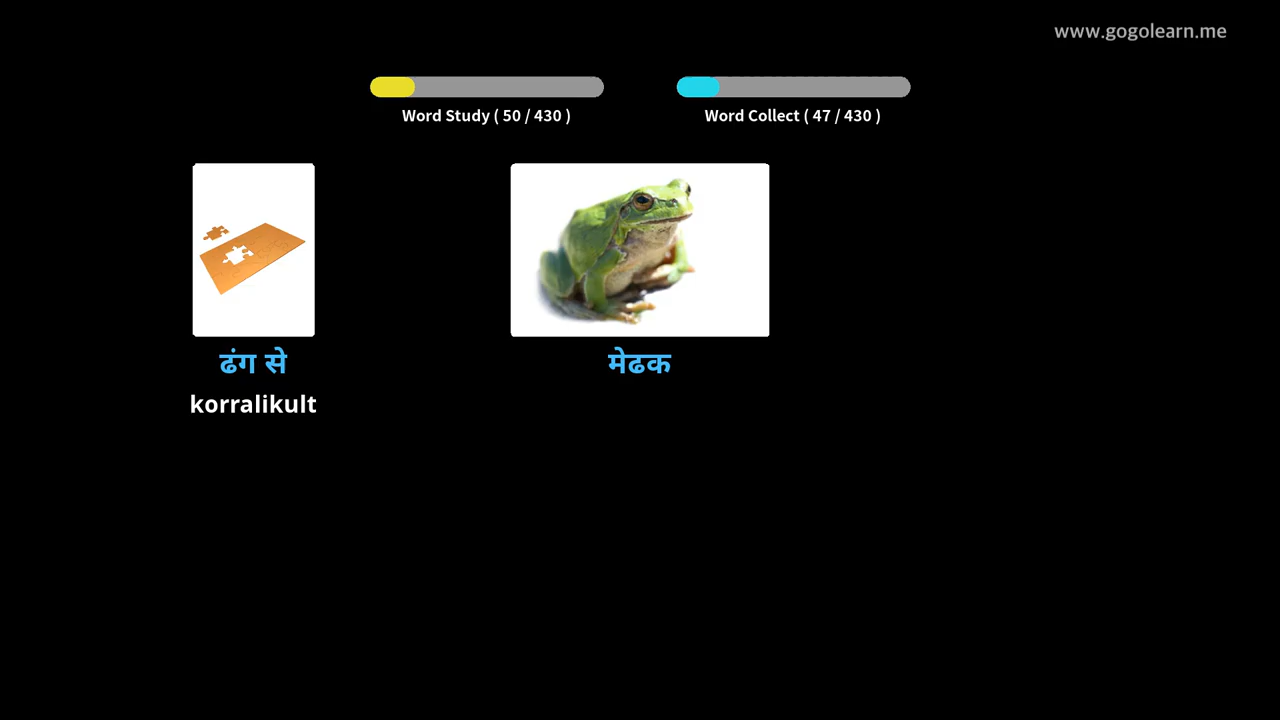 www.gogolearn.me
Word Study ( 50 / 430 )
Word Collect ( 47 / 430 )
ढंग से
मेढक
korralikult